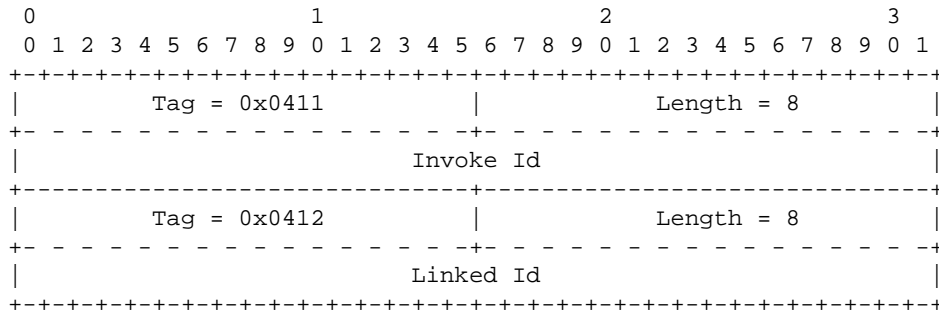 0 1 2 3
0 1 2 3 4 5 6 7 8 9 0 1 2 3 4 5 6 7 8 9 0 1 2 3 4 5 6 7 8 9 0 1
+-+-+-+-+-+-+-+-+-+-+-+-+-+-+-+-+-+-+-+-+-+-+-+-+-+-+-+-+-+-+-+-+
| Tag = 0x0411 | Length = 8 |
+- - - - - - - - - - - - - - - -+- - - - - - - - - - - - - - - -+
| Invoke Id |
+-------------------------------+-------------------------------+
| Tag = 0x0412 | Length = 8 |
+- - - - - - - - - - - - - - - -+- - - - - - - - - - - - - - - -+
| Linked Id |
+-+-+-+-+-+-+-+-+-+-+-+-+-+-+-+-+-+-+-+-+-+-+-+-+-+-+-+-+-+-+-+-+